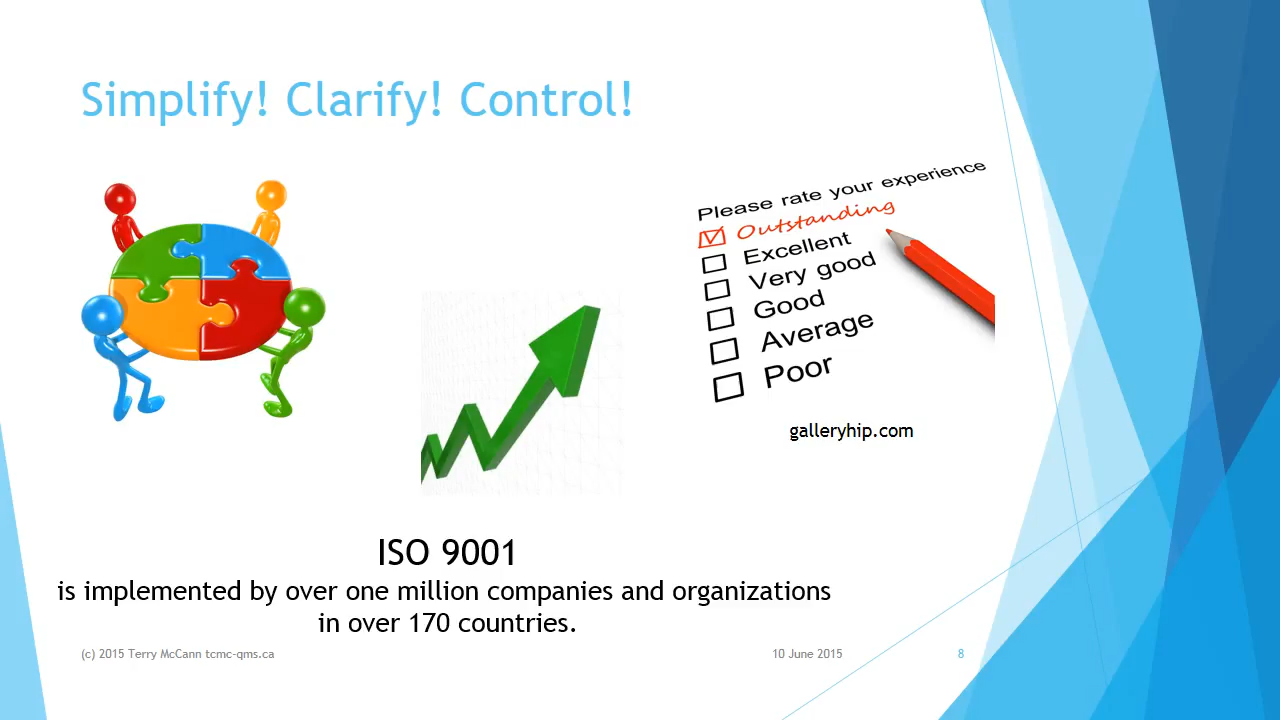 Simplify! Clarify! Control!
Please rate your experience
Outstanding
Excellent
Very good
Good
Average
Poor
galleryhip.com
ISO 9001
is implemented by over one million companies and organizations
in over 170 countries.
(c) 2015 Terry McCann tcmc-qms.ca
10 June 2015
8